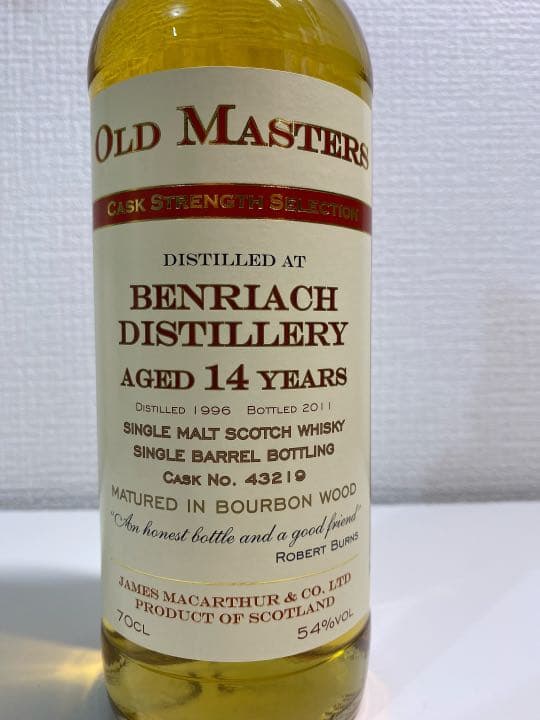 OLD MASTERS
CASK STRENGTH SELECTION
DISTILLED AT
BENRIACH
DISTILLERY
AGED 14 YEARS
DISTILLED 1996 BOTTLED 2011
SINGLE MALT SCOTCH WHISKY
SINGLE BARREL BOTTLING
CASK NO. 43219
MATURED IN BOURBON WOOD
"An honest bottle and a good friend"
ROBERT BURNS
JAMES MACARTHUR & CO. LTD
PRODUCT OF SCOTLAND
70CL 54%VOL